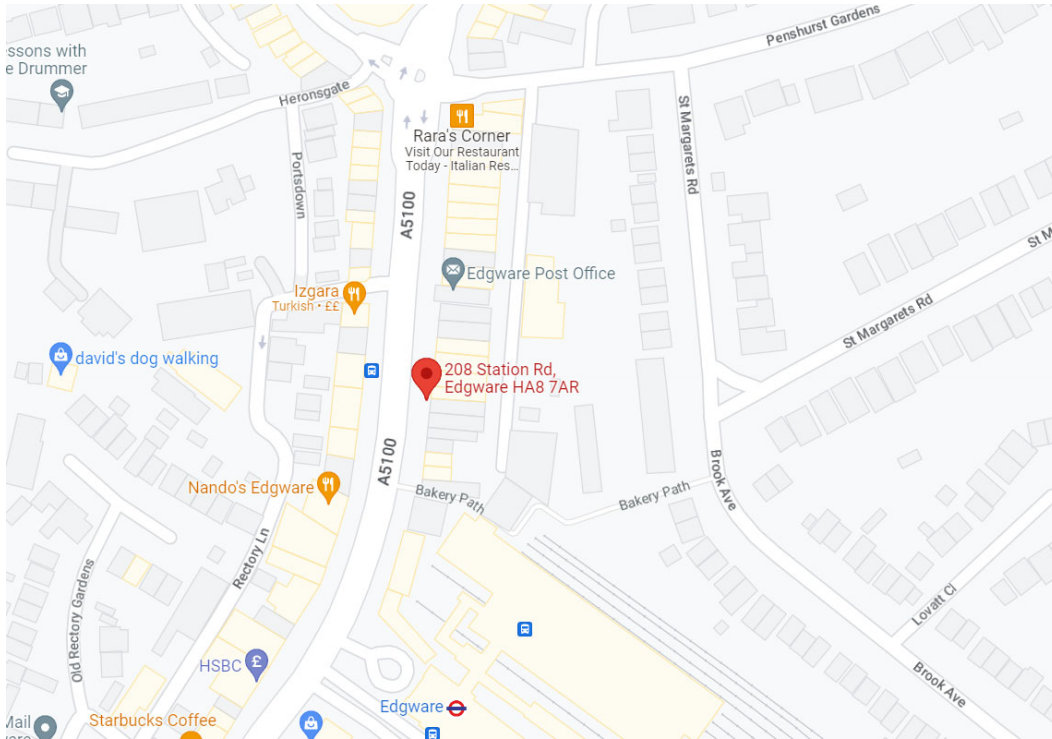 essons with
e Drummer
Penshurst Gardens
Heronsgate
Rara's Corner
Visit Our Restaurant
Today - Italian Res...
Portsdown
A5100
St Margarets Rd
St M
Edgware Post Office
Izgara
Turkish • ££
St Margarets Rd
david's dog walking
208 Station Rd,
Edgware HA8 7AR
A5100
Nando's Edgware
Bakery Path
Bakery Path
Brook Ave
Rectory Ln
Old Rectory Gardens
Lovatt Cl
HSBC
£
Brook Ave
Edgware
Mail
ware
Starbucks Coffee